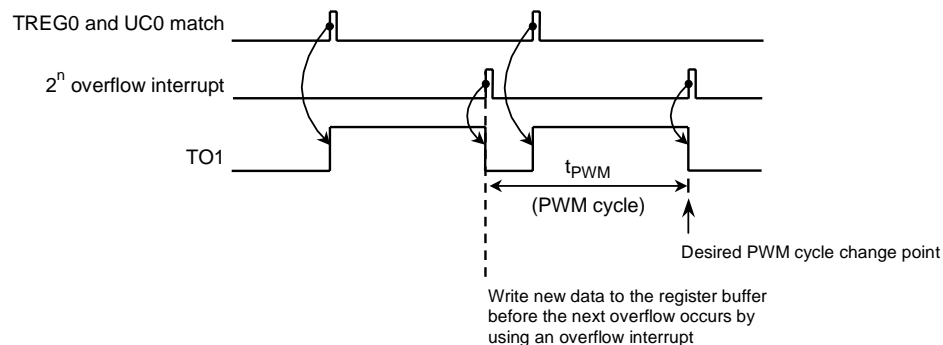 TREG0 and UC0 match
2ⁿ overflow interrupt
TO1
tPWM
(PWM cycle)
Desired PWM cycle change point
Write new data to the register buffer
before the next overflow occurs by
using an overflow interrupt